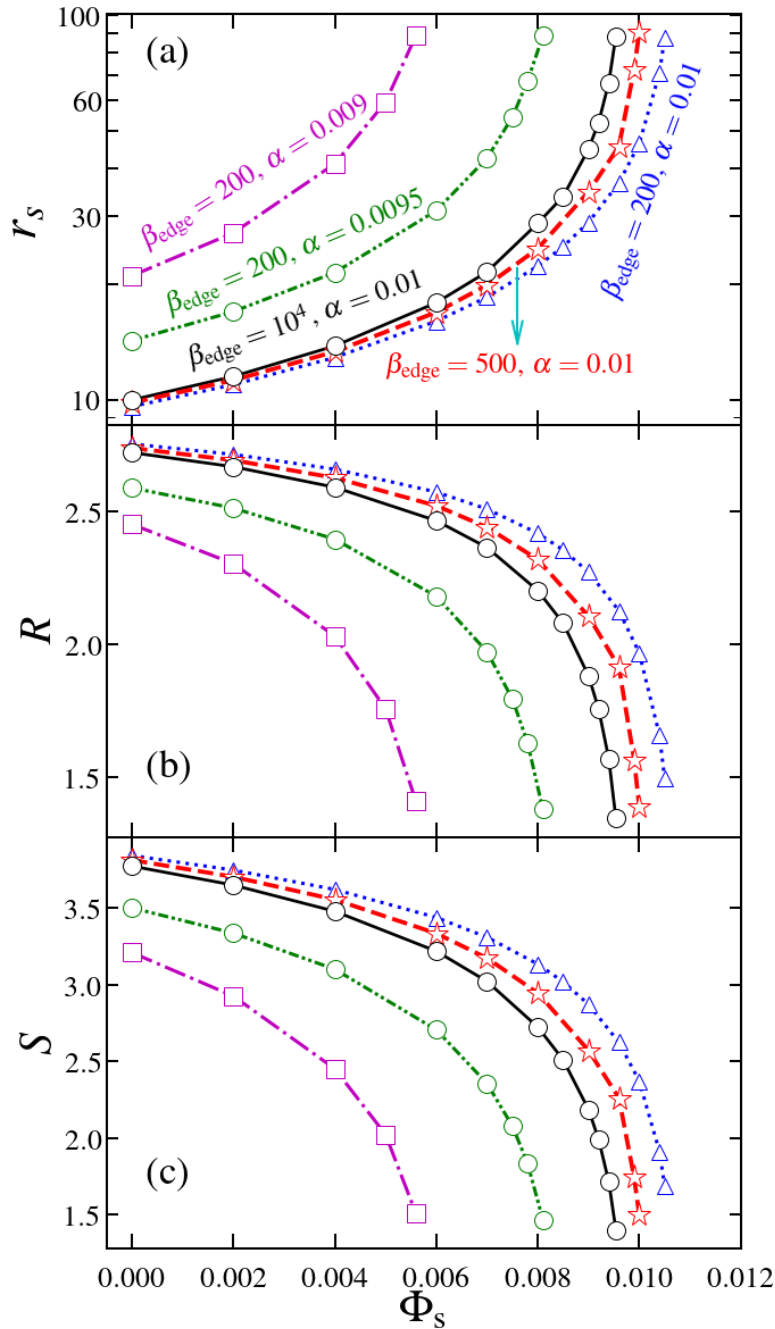 (a)
100
60
30
10
r_s
β_edge = 200, α = 0.009
β_edge = 200, α = 0.0095
β_edge = 10^4, α = 0.01
β_edge = 500, α = 0.01
β_edge = 200, α = 0.01
2.5
2.0
1.5
R
(b)
3.5
3.0
2.5
2.0
1.5
S
(c)
0.000 0.002 0.004 0.006 0.008 0.010 0.012
Φ_s